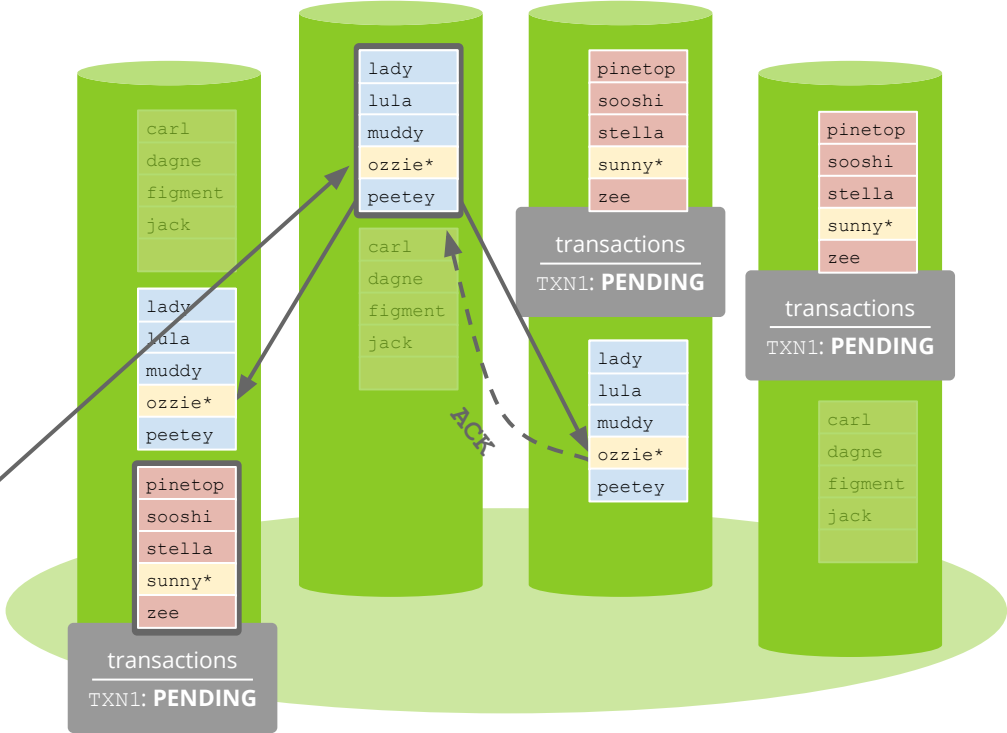 carl
dagne
figment
jack
lady
lula
muddy
ozzie*
peetey
pinetop
sooshi
stella
sunny*
zee
transactions
TXN1: PENDING
lady
lula
muddy
ozzie*
peetey
carl
dagne
figment
jack
ACK
pinetop
sooshi
stella
sunny*
zee
transactions
TXN1: PENDING
lady
lula
muddy
ozzie*
peetey
pinetop
sooshi
stella
sunny*
zee
transactions
TXN1: PENDING
carl
dagne
figment
jack